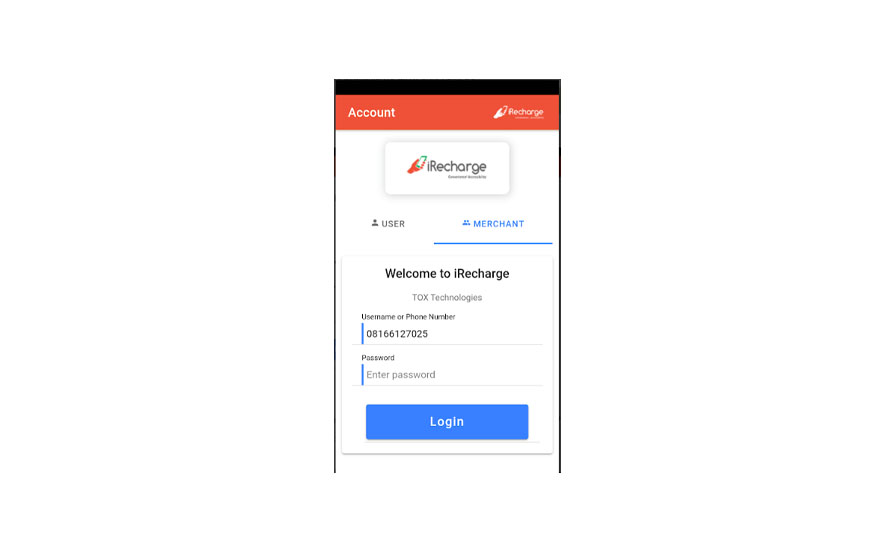 Account
iRecharge
iRecharge
USER
MERCHANT
Welcome to iRecharge
TOX Technologies
Username or Phone Number
08166127025
Password
Enter password
Login